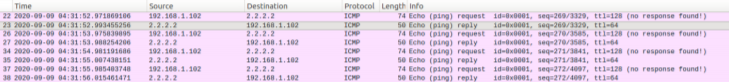 Time Source Destination Protocol Length Info
22 2020-09-09 04:31:52.971869106 192.168.1.102 2.2.2.2 ICMP 74 Echo (ping) request id=0x0001, seq=269/3329, ttl=128 (no response found!)
23 2020-09-09 04:31:52.993455256 2.2.2.2 192.168.1.102 ICMP 50 Echo (ping) reply id=0x0001, seq=269/3329, ttl=64
26 2020-09-09 04:31:53.975839895 192.168.1.102 2.2.2.2 ICMP 74 Echo (ping) request id=0x0001, seq=270/3585, ttl=128 (no response found!)
27 2020-09-09 04:31:53.988254206 2.2.2.2 192.168.1.102 ICMP 50 Echo (ping) reply id=0x0001, seq=270/3585, ttl=64
34 2020-09-09 04:31:54.981191686 192.168.1.102 2.2.2.2 ICMP 74 Echo (ping) request id=0x0001, seq=271/3841, ttl=128 (no response found!)
35 2020-09-09 04:31:55.007438151 2.2.2.2 192.168.1.102 ICMP 50 Echo (ping) reply id=0x0001, seq=271/3841, ttl=64
37 2020-09-09 04:31:55.985403748 192.168.1.102 2.2.2.2 ICMP 74 Echo (ping) request id=0x0001, seq=272/4097, ttl=128 (no response found!)
38 2020-09-09 04:31:56.015461471 2.2.2.2 192.168.1.102 ICMP 50 Echo (ping) reply id=0x0001, seq=272/4097, ttl=64